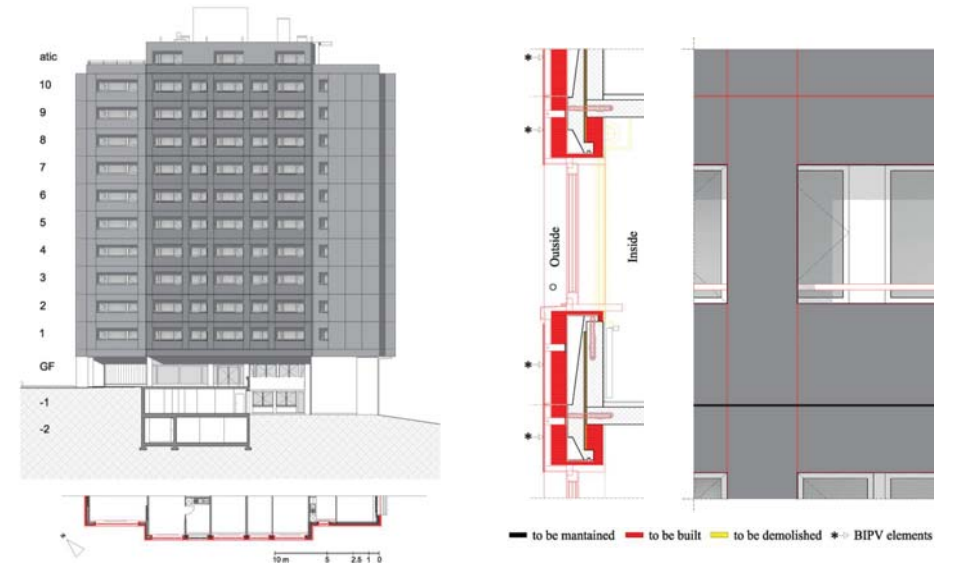 atic
10
9
8
7
6
5
4
3
2
1
GF
-1
-2
10 m 5 2.5 1 0
Outside
Inside
to be mantained to be built to be demolished BIPV elements